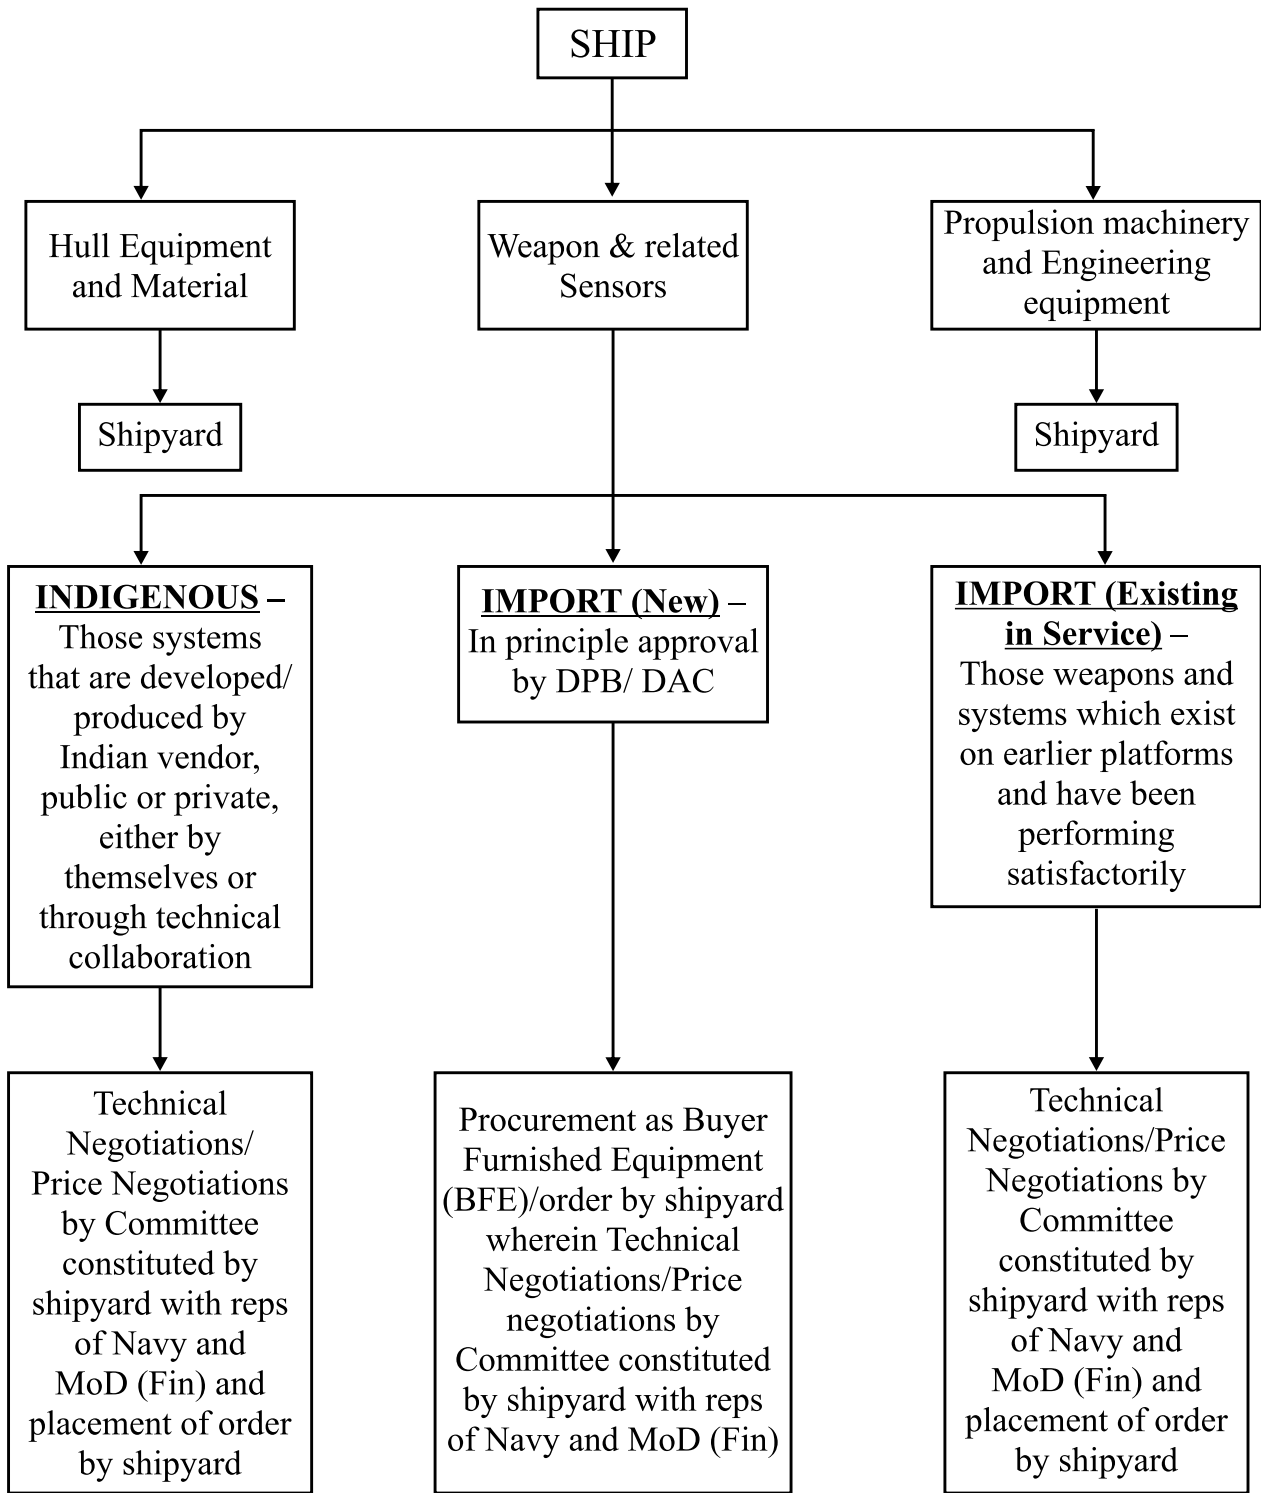 SHIP
Hull Equipment
and Material
Weapon & related
Sensors
Propulsion machinery
and Engineering
equipment
Shipyard
Shipyard
INDIGENOUS –
Those systems
that are developed/
produced by
Indian vendor,
public or private,
either by
themselves or
through technical
collaboration
IMPORT (New) –
In principle approval
by DPB/ DAC
IMPORT (Existing
in Service) –
Those weapons and
systems which exist
on earlier platforms
and have been
performing
satisfactorily
Technical
Negotiations/
Price Negotiations
by Committee
constituted by
shipyard with reps
of Navy and
MoD (Fin) and
placement of order
by shipyard
Procurement as Buyer
Furnished Equipment
(BFE)/order by shipyard
wherein Technical
Negotiations/Price
negotiations by
Committee constituted
by shipyard with reps
of Navy and MoD (Fin)
Technical
Negotiations/Price
Negotiations by
Committee
constituted by
shipyard with reps
of Navy and
MoD (Fin) and
placement of order
by shipyard